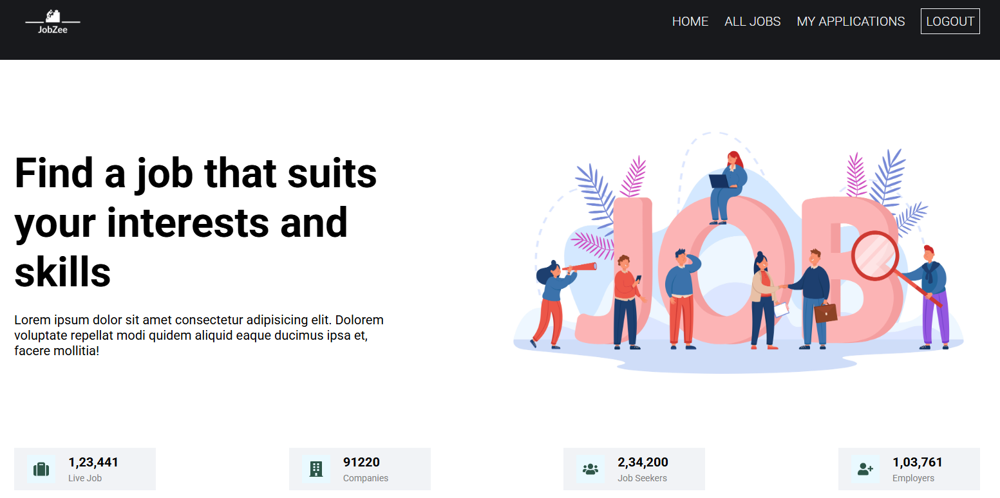 JobZee
HOME ALL JOBS MY APPLICATIONS LOGOUT
Find a job that suits
your interests and
skills
Lorem ipsum dolor sit amet consectetur adipisicing elit. Dolorem
voluptate repellat modi quidem aliquid eaque ducimus ipsa et,
facere mollitia!
JOB
1,23,441
Live Job
91220
Companies
2,34,200
Job Seekers
1,03,761
Employers